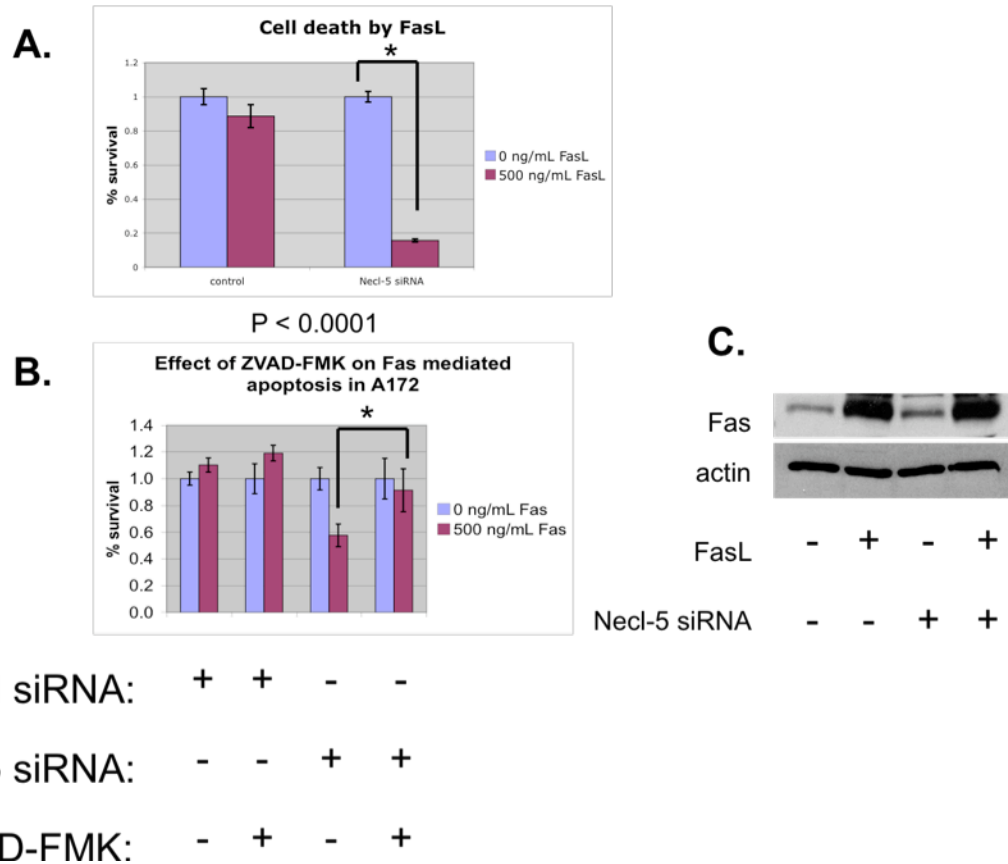 A.
Cell death by FasL
*
1.2
1
0.8
0.6
0.4
0.2
0
% survival
control
Necl-5 siRNA
0 ng/mL FasL
500 ng/mL FasL
P < 0.0001
B.
Effect of ZVAD-FMK on Fas mediated
apoptosis in A172
*
1.4
1.2
1.0
0.8
0.6
0.4
0.2
0.0
% survival
0 ng/mL Fas
500 ng/mL Fas
siRNA: + + - -
siRNA: - - + +
D-FMK: - + - +
C.
Fas
actin
FasL - + - +
Necl-5 siRNA - - + +